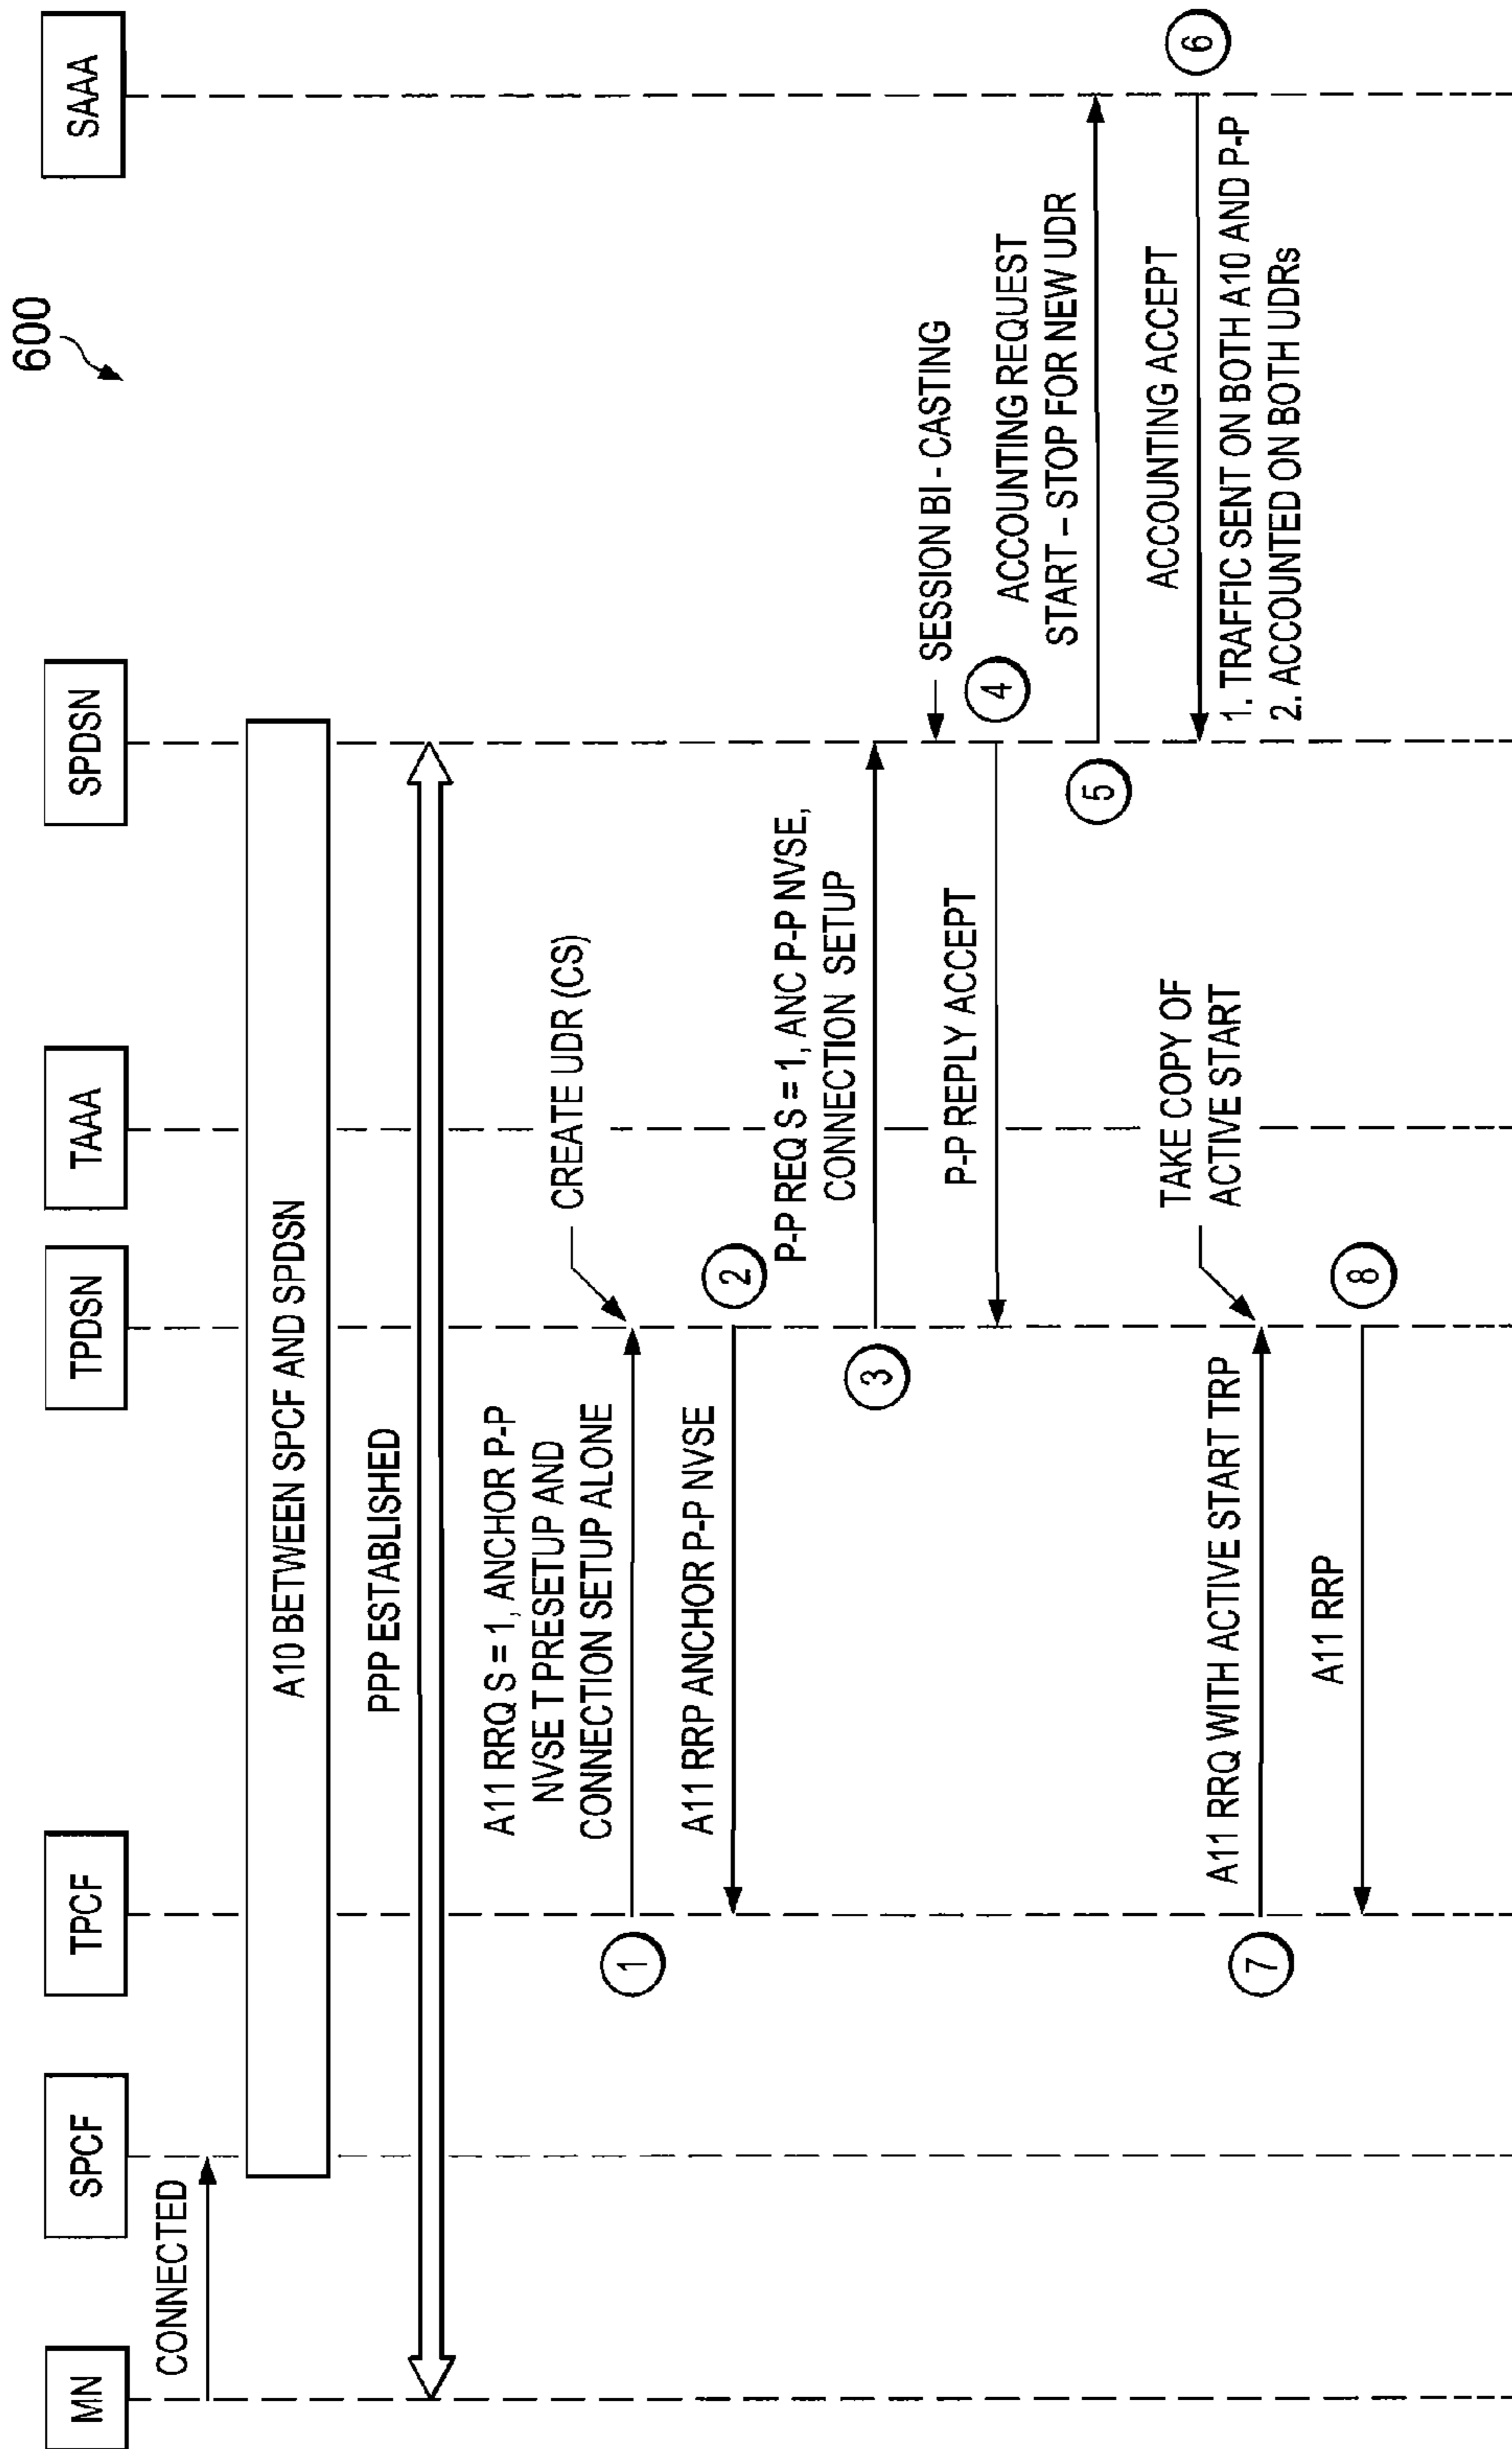 600
MN
SPCF
TPCF
TPDSN
TAAA
SPDSN
SAAA
CONNECTED
A10 BETWEEN SPCF AND SPDSN
PPP ESTABLISHED
A11 RRQ S = 1, ANCHOR P-P
NVSE T PRESETUP AND
CONNECTION SETUP ALONE
CREATE UDR (CS)
1
A11 RRP ANCHOR P-P NVSE
2
P-P REQ S = 1, ANC P-P NVSE,
CONNECTION SETUP
3
SESSION BI - CASTING
P-P REPLY ACCEPT
4
ACCOUNTING REQUEST
START – STOP FOR NEW UDR
5
ACCOUNTING ACCEPT
6
1. TRAFFIC SENT ON BOTH A10 AND P-P
2. ACCOUNTED ON BOTH UDRs
TAKE COPY OF
ACTIVE START
A11 RRQ WITH ACTIVE START TRP
7
A11 RRP
8